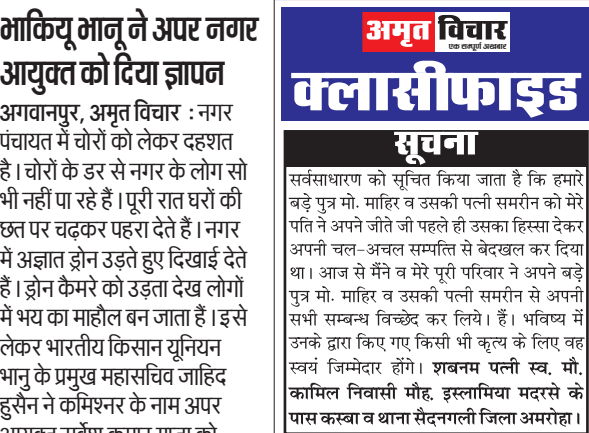 भाकियू भानू ने अपर नगर
आयुक्त को दिया ज्ञापन
अगवानपुर, अमृत विचार : नगर
पंचायत में चोरों को लेकर दहशत
है। चोरों के डर से नगर के लोग सो
भी नहीं पा रहे हैं। पूरी रात घरों की
छत पर चढ़कर पहरा देते हैं। नगर
में अज्ञात ड्रोन उड़ते हुए दिखाई देते
हैं। ड्रोन कैमरे को उड़ता देख लोगों
में भय का माहौल बन जाता हैं। इसे
लेकर भारतीय किसान यूनियन
भानु के प्रमुख महासचिव जाहिद
हुसैन ने कमिश्नर के नाम अपर
अमृत विचार
एक सम्पूर्ण अखबार
क्लासीफाइड
सूचना
सर्वसाधारण को सूचित किया जाता है कि हमारे
बड़े पुत्र मो. माहिर व उसकी पत्नी समरीन को मेरे
पति ने अपने जीते जी पहले ही उसका हिस्सा देकर
अपनी चल-अचल सम्पत्ति से बेदखल कर दिया
था। आज से मैंने व मेरे पूरी परिवार ने अपने बड़े
पुत्र मो. माहिर व उसकी पत्नी समरीन से अपनी
सभी सम्बन्ध विच्छेद कर लिये। हैं। भविष्य में
उनके द्वारा किए गए किसी भी कृत्य के लिए वह
स्वयं जिम्मेदार होंगे। शबनम पत्नी स्व. मौ.
कामिल निवासी मौह. इस्लामिया मदरसे के
पास कस्बा व थाना सैदनगली जिला अमरोहा।